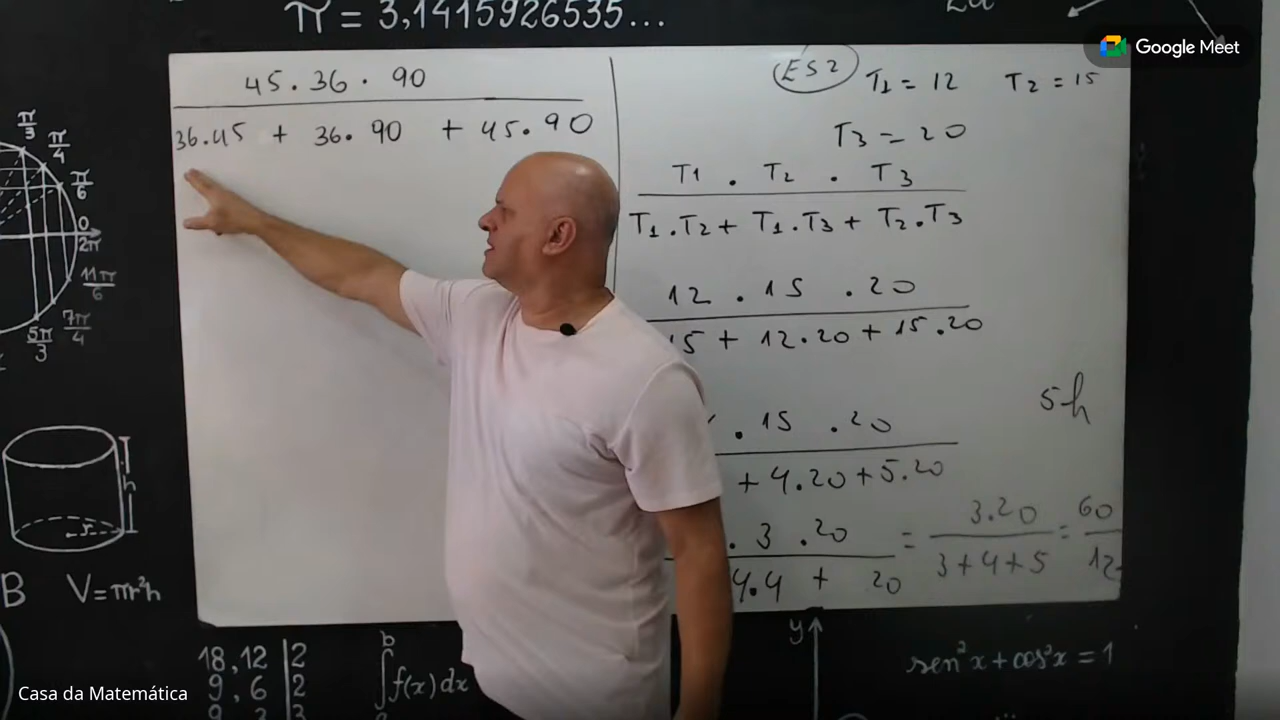 π = 3,1415926535...
Google Meet
45 . 36 . 90
36.45 + 36.90 + 45.90
ES2
T1 = 12 T2 = 15
T3 = 20
T1 . T2 . T3
T1.T2 + T1.T3 + T2.T3
12 . 15 . 20
15 + 12.20 + 15.20
5h
. 15 . 20
+ 4.20 + 5.20
. 3 . 20 = 3.20 = 60
4.4 + 20 3+4+5 12
π/3
π/4
π/6
0
2π
11π/6
7π/4
5π/3
h
r
B V=πr²h
18,12 | 2
9, 6 | 2
b
∫f(x)dx
y
sen²x + cos²x = 1
Casa da Matemática